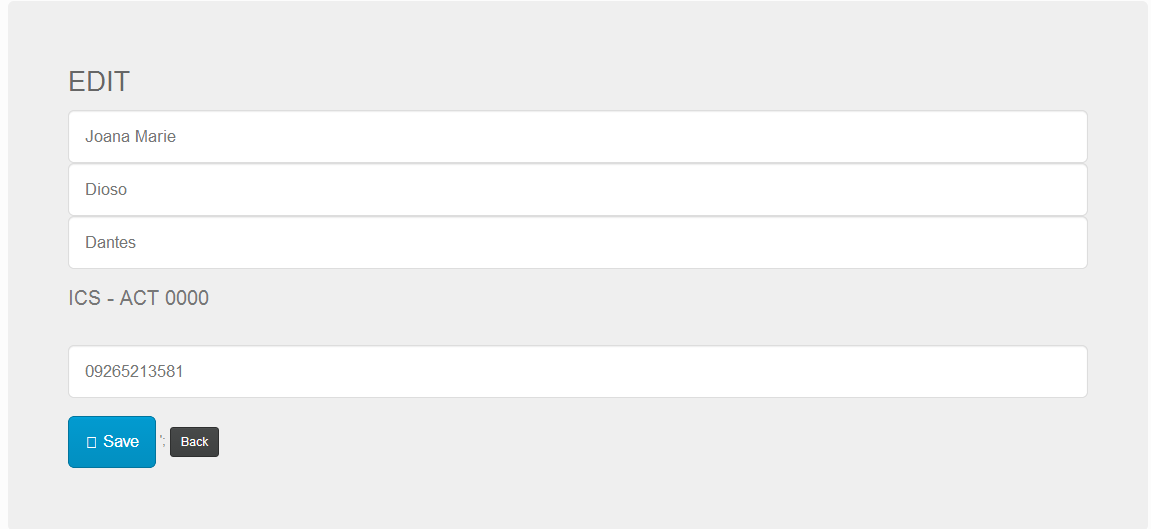 EDIT
Joana Marie
Dioso
Dantes
ICS - ACT 0000
09265213581
Save '; Back